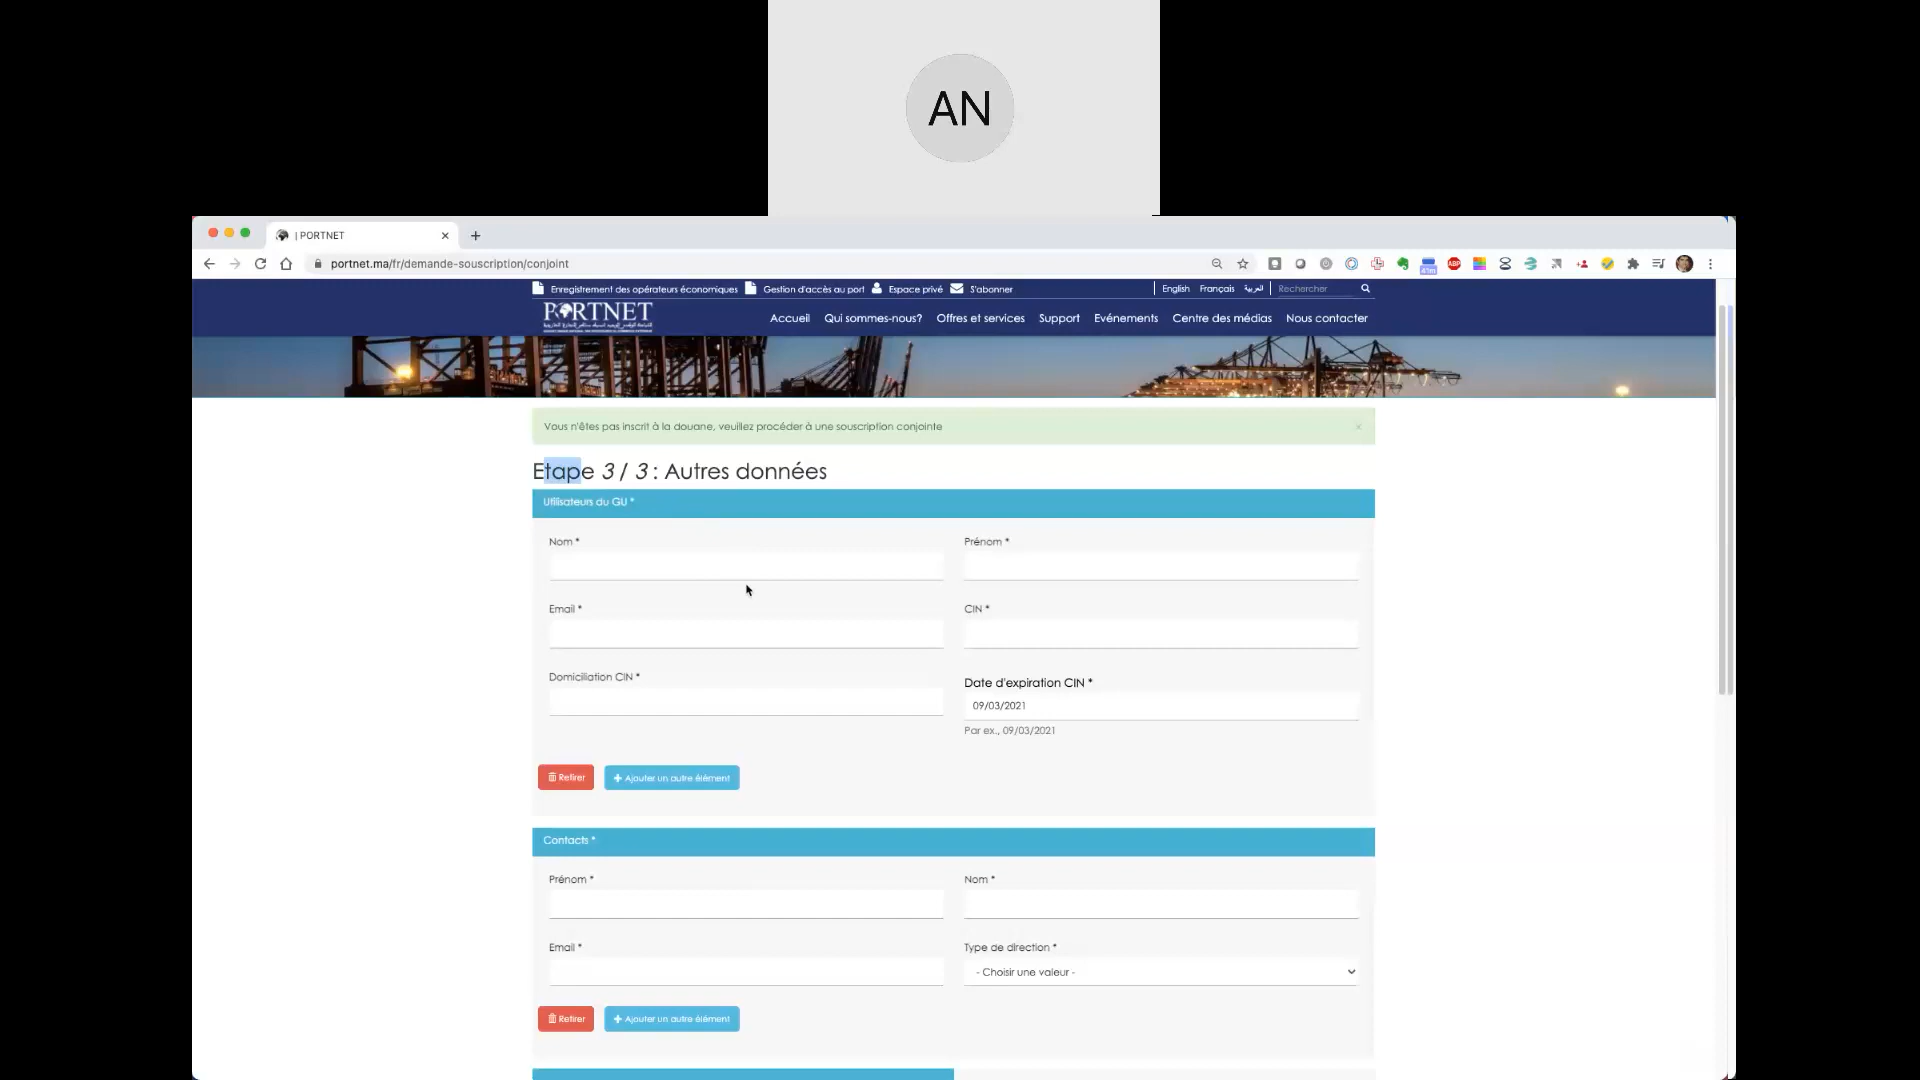 AN
| PORTNET
portnet.ma/fr/demande-souscription/conjoint
41m
ABP
Enregistrement des opérateurs économiques Gestion d'accès au port Espace privé S'abonner
English Français العربية Rechercher
PORTNET
Accueil Qui sommes-nous? Offres et services Support Evénements Centre des médias Nous contacter
Vous n'êtes pas inscrit à la douane, veuillez procéder à une souscription conjointe ×
Etape 3 / 3 : Autres données
Utilisateurs du GU *
Nom * Prénom *
Email * CIN *
Domiciliation CIN * Date d'expiration CIN *
09/03/2021
Par ex., 09/03/2021
Retirer + Ajouter un autre élément
Contacts *
Prénom * Nom *
Email * Type de direction *
- Choisir une valeur -
Retirer + Ajouter un autre élément